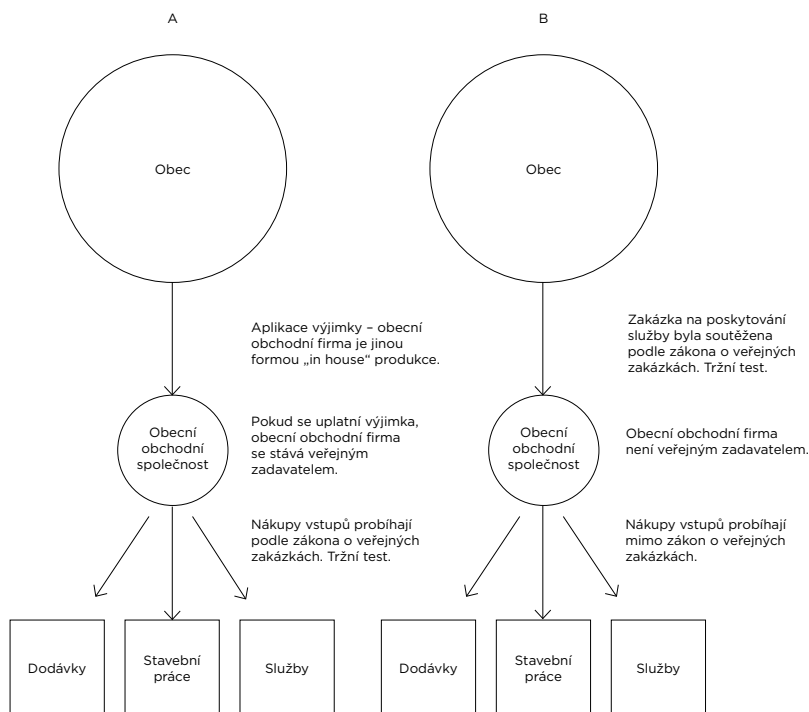 A
Obec
Aplikace výjimky – obecní
obchodní firma je jinou
formou „in house“ produkce.
Obecní
obchodní
společnost
Pokud se uplatní výjimka,
obecní obchodní firma
se stává veřejným
zadavatelem.
Nákupy vstupů probíhají
podle zákona o veřejných
zakázkách. Tržní test.
Dodávky
Stavební
práce
Služby
B
Obec
Zakázka na poskytování
služby byla soutěžena
podle zákona o veřejných
zakázkách. Tržní test.
Obecní
obchodní
společnost
Obecní obchodní firma
není veřejným zadavatelem.
Nákupy vstupů probíhají
mimo zákon o veřejných
zakázkách.
Dodávky
Stavební
práce
Služby